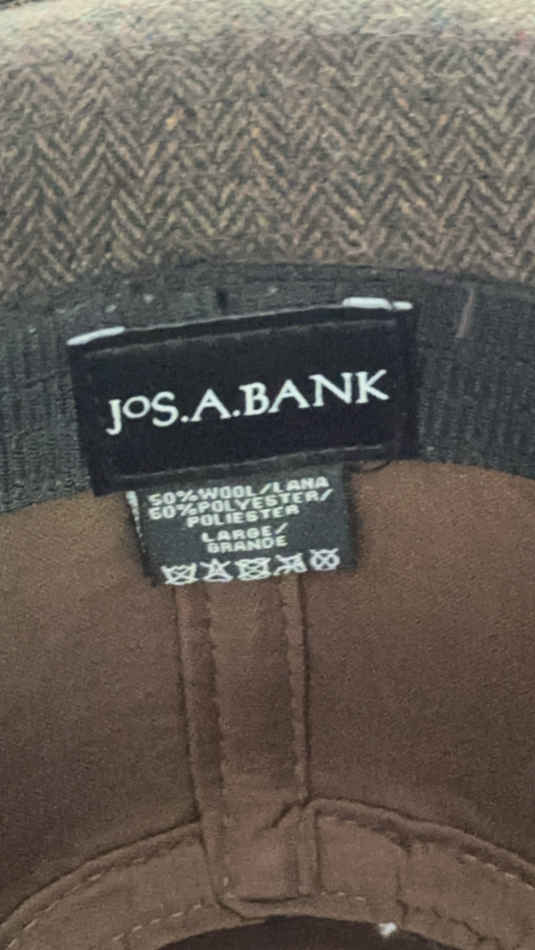 JoS.A.BANK
50%WOOL/LANA
50%POLYESTER/
POLIESTER
LARGE/
GRANDE